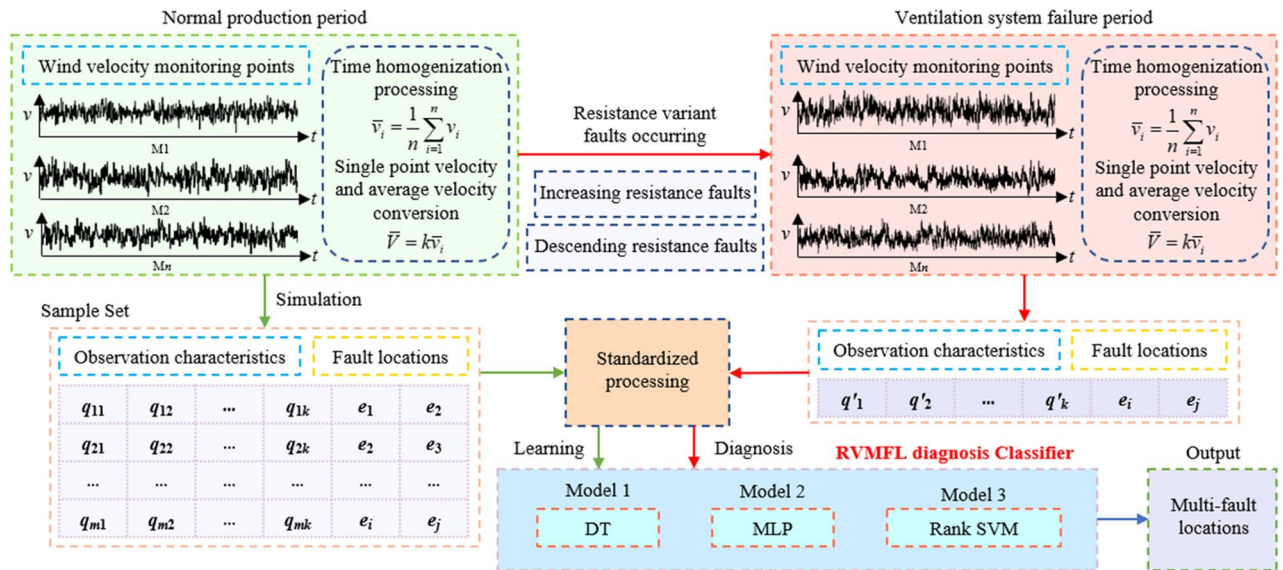 Normal production period
Wind velocity monitoring points
v
t
M1
M2
v
t
Mn
Time homogenization
processing
v̄ᵢ = 1/n ∑ᵢ₌₁ⁿ vᵢ
Single point velocity
and average velocity
conversion
V̄ = kv̄ᵢ
Resistance variant
faults occurring
Increasing resistance faults
Descending resistance faults
Ventilation system failure period
Wind velocity monitoring points
v
t
M1
M2
v
t
Mn
Time homogenization
processing
v̄ᵢ = 1/n ∑ᵢ₌₁ⁿ vᵢ
Single point velocity
and average velocity
conversion
V̄ = kv̄ᵢ
Simulation
Sample Set
Observation characteristics Fault locations
q11 q12 ... q1k e1 e2
q21 q22 ... q2k e2 e3
... ... ... ... ... ...
qm1 qm2 ... qmk ei ej
Standardized
processing
Observation characteristics Fault locations
q'1 q'2 ... q'k ei ej
Learning
Diagnosis
RVMFL diagnosis Classifier
Model 1 Model 2 Model 3
DT MLP Rank SVM
Output
Multi-fault
locations